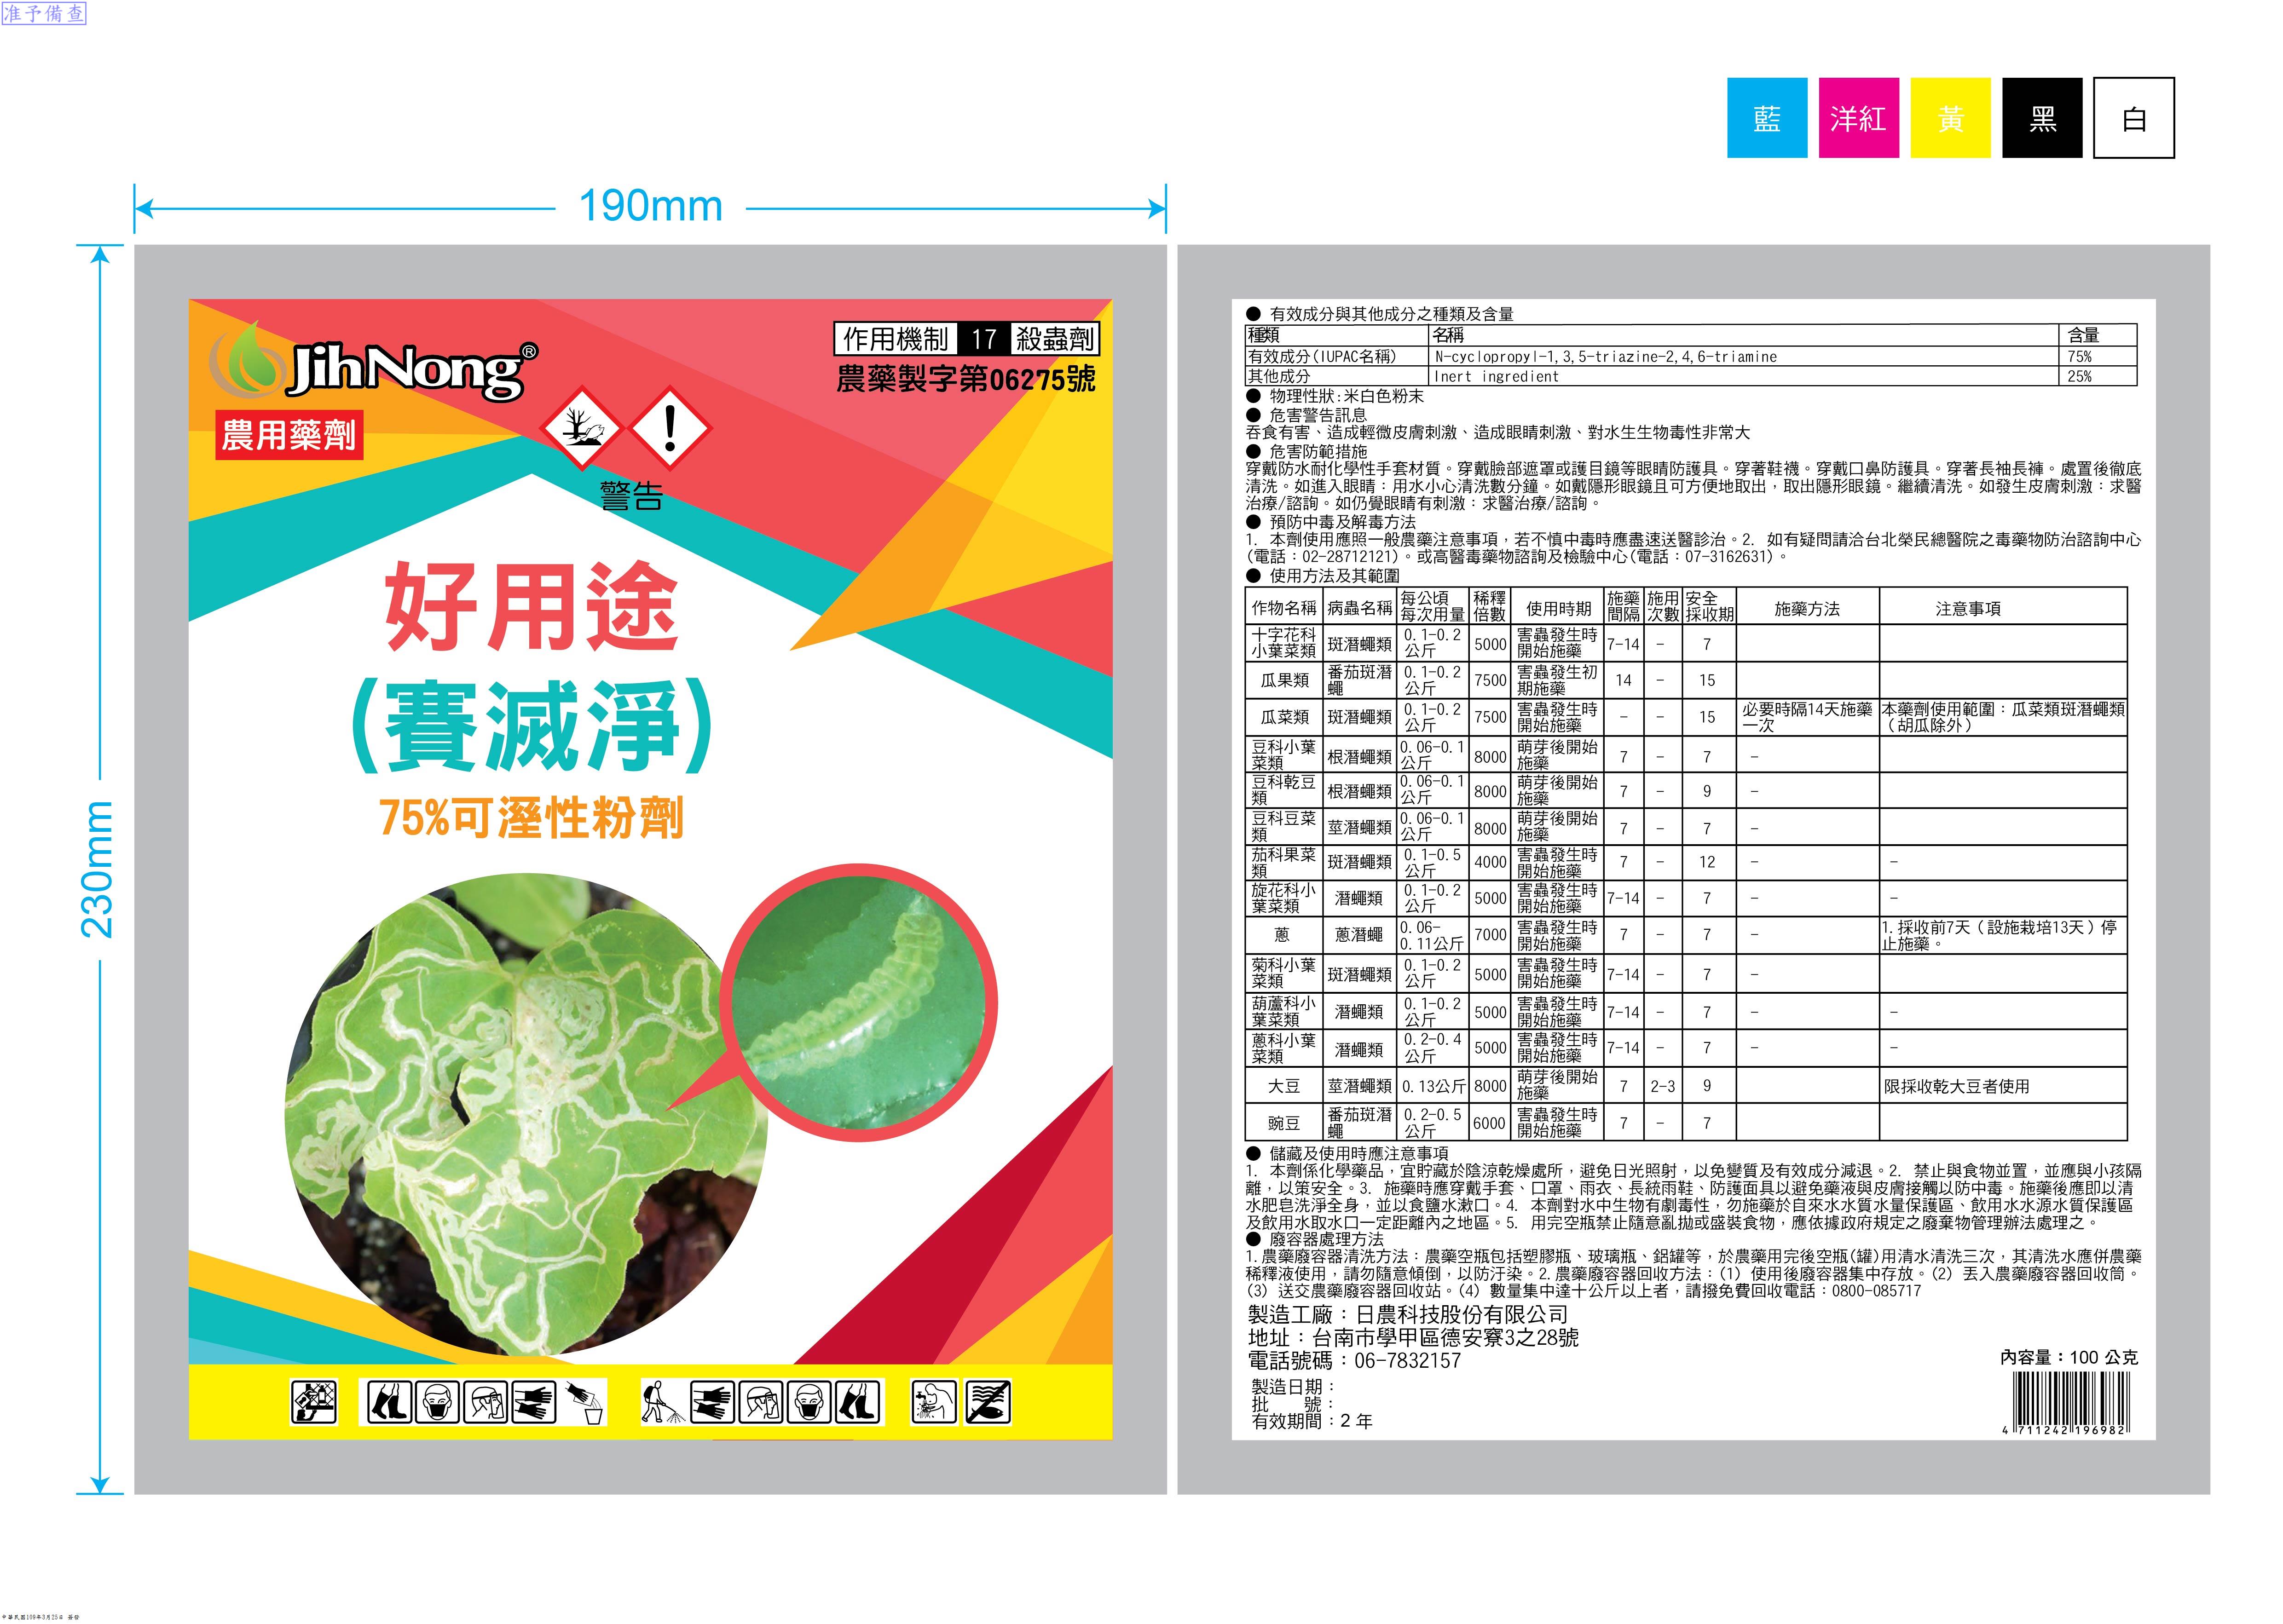 准予備查
藍 洋紅 黃 黑 白
190mm
230mm
JihNong®
農用藥劑
作用機制 17 殺蟲劑
農藥製字第06275號
警告
好用途
(賽滅淨)
75%可溼性粉劑
● 有效成分與其他成分之種類及含量
種類 名稱 含量
有效成分(IUPAC名稱) N-cyclopropyl-1,3,5-triazine-2,4,6-triamine 75%
其他成分 Inert ingredient 25%
● 物理性狀:米白色粉末
● 危害警告訊息
吞食有害、造成輕微皮膚刺激、造成眼睛刺激、對水生生物毒性非常大
● 危害防範措施
穿戴防水耐化學性手套材質。穿戴臉部遮罩或護目鏡等眼睛防護具。穿著鞋襪。穿戴口鼻防護具。穿著長袖長褲。處置後徹底
清洗。如進入眼睛：用水小心清洗數分鐘。如戴隱形眼鏡且可方便地取出，取出隱形眼鏡。繼續清洗。如發生皮膚刺激：求醫
治療/諮詢。如仍覺眼睛有刺激：求醫治療/諮詢。
● 預防中毒及解毒方法
1. 本劑使用應照一般農藥注意事項，若不慎中毒時應盡速送醫診治。2. 如有疑問請洽台北榮民總醫院之毒藥物防治諮詢中心
(電話：02-28712121)。或高醫毒藥物諮詢及檢驗中心(電話：07-3162631)。
● 使用方法及其範圍
作物名稱 病蟲名稱 每公頃每次用量 稀釋倍數 使用時期 施藥間隔 施用次數 安全採收期 施藥方法 注意事項
十字花科小葉菜類 斑潛蠅類 0.1-0.2公斤 5000 害蟲發生時開始施藥 7-14 - 7
瓜果類 番茄斑潛蠅 0.1-0.2公斤 7500 害蟲發生初期施藥 14 - 15
瓜菜類 斑潛蠅類 0.1-0.2公斤 7500 害蟲發生時開始施藥 - - 15 必要時隔14天施藥一次 本藥劑使用範圍：瓜菜類斑潛蠅類（胡瓜除外）
豆科小葉菜類 根潛蠅類 0.06-0.1公斤 8000 萌芽後開始施藥 7 - 7 -
豆科乾豆類 根潛蠅類 0.06-0.1公斤 8000 萌芽後開始施藥 7 - 9 -
豆科豆菜類 莖潛蠅類 0.06-0.1公斤 8000 萌芽後開始施藥 7 - 7 -
茄科果菜類 斑潛蠅類 0.1-0.5公斤 4000 害蟲發生時開始施藥 7 - 12 - -
旋花科小葉菜類 潛蠅類 0.1-0.2公斤 5000 害蟲發生時開始施藥 7-14 - 7 - -
蔥 蔥潛蠅 0.06-0.11公斤 7000 害蟲發生時開始施藥 7 - 7 - 1.採收前7天（設施栽培13天）停止施藥。
菊科小葉菜類 斑潛蠅類 0.1-0.2公斤 5000 害蟲發生時開始施藥 7-14 - 7 -
葫蘆科小葉菜類 潛蠅類 0.1-0.2公斤 5000 害蟲發生時開始施藥 7-14 - 7 - -
蔥科小葉菜類 潛蠅類 0.2-0.4公斤 5000 害蟲發生時開始施藥 7-14 - 7 - -
大豆 莖潛蠅類 0.13公斤 8000 萌芽後開始施藥 7 2-3 9 限採收乾大豆者使用
豌豆 番茄斑潛蠅 0.2-0.5公斤 6000 害蟲發生時開始施藥 7 - 7
● 儲藏及使用時應注意事項
1. 本劑係化學藥品，宜貯藏於陰涼乾燥處所，避免日光照射，以免變質及有效成分減退。2. 禁止與食物並置，並應與小孩隔
離，以策安全。3. 施藥時應穿戴手套、口罩、雨衣、長統雨鞋、防護面具以避免藥液與皮膚接觸以防中毒。施藥後應即以清
水肥皂洗淨全身，並以食鹽水漱口。4. 本劑對水中生物有劇毒性，勿施藥於自來水水質水量保護區、飲用水水源水質保護區
及飲用水取水口一定距離內之地區。5. 用完空瓶禁止隨意亂拋或盛裝食物，應依據政府規定之廢棄物管理辦法處理之。
● 廢容器處理方法
1.農藥廢容器清洗方法：農藥空瓶包括塑膠瓶、玻璃瓶、鋁罐等，於農藥用完後空瓶(罐)用清水清洗三次，其清洗水應併農藥
稀釋液使用，請勿隨意傾倒，以防汙染。2.農藥廢容器回收方法：(1) 使用後廢容器集中存放。(2) 丟入農藥廢容器回收筒。
(3) 送交農藥廢容器回收站。(4) 數量集中達十公斤以上者，請撥免費回收電話：0800-085717
製造工廠：日農科技股份有限公司
地址：台南市學甲區德安寮3之28號
電話號碼：06-7832157
製造日期：
批 號：
有效期間：2 年
內容量：100 公克
4 711242 196982
中華民國109年3月25日 簽發